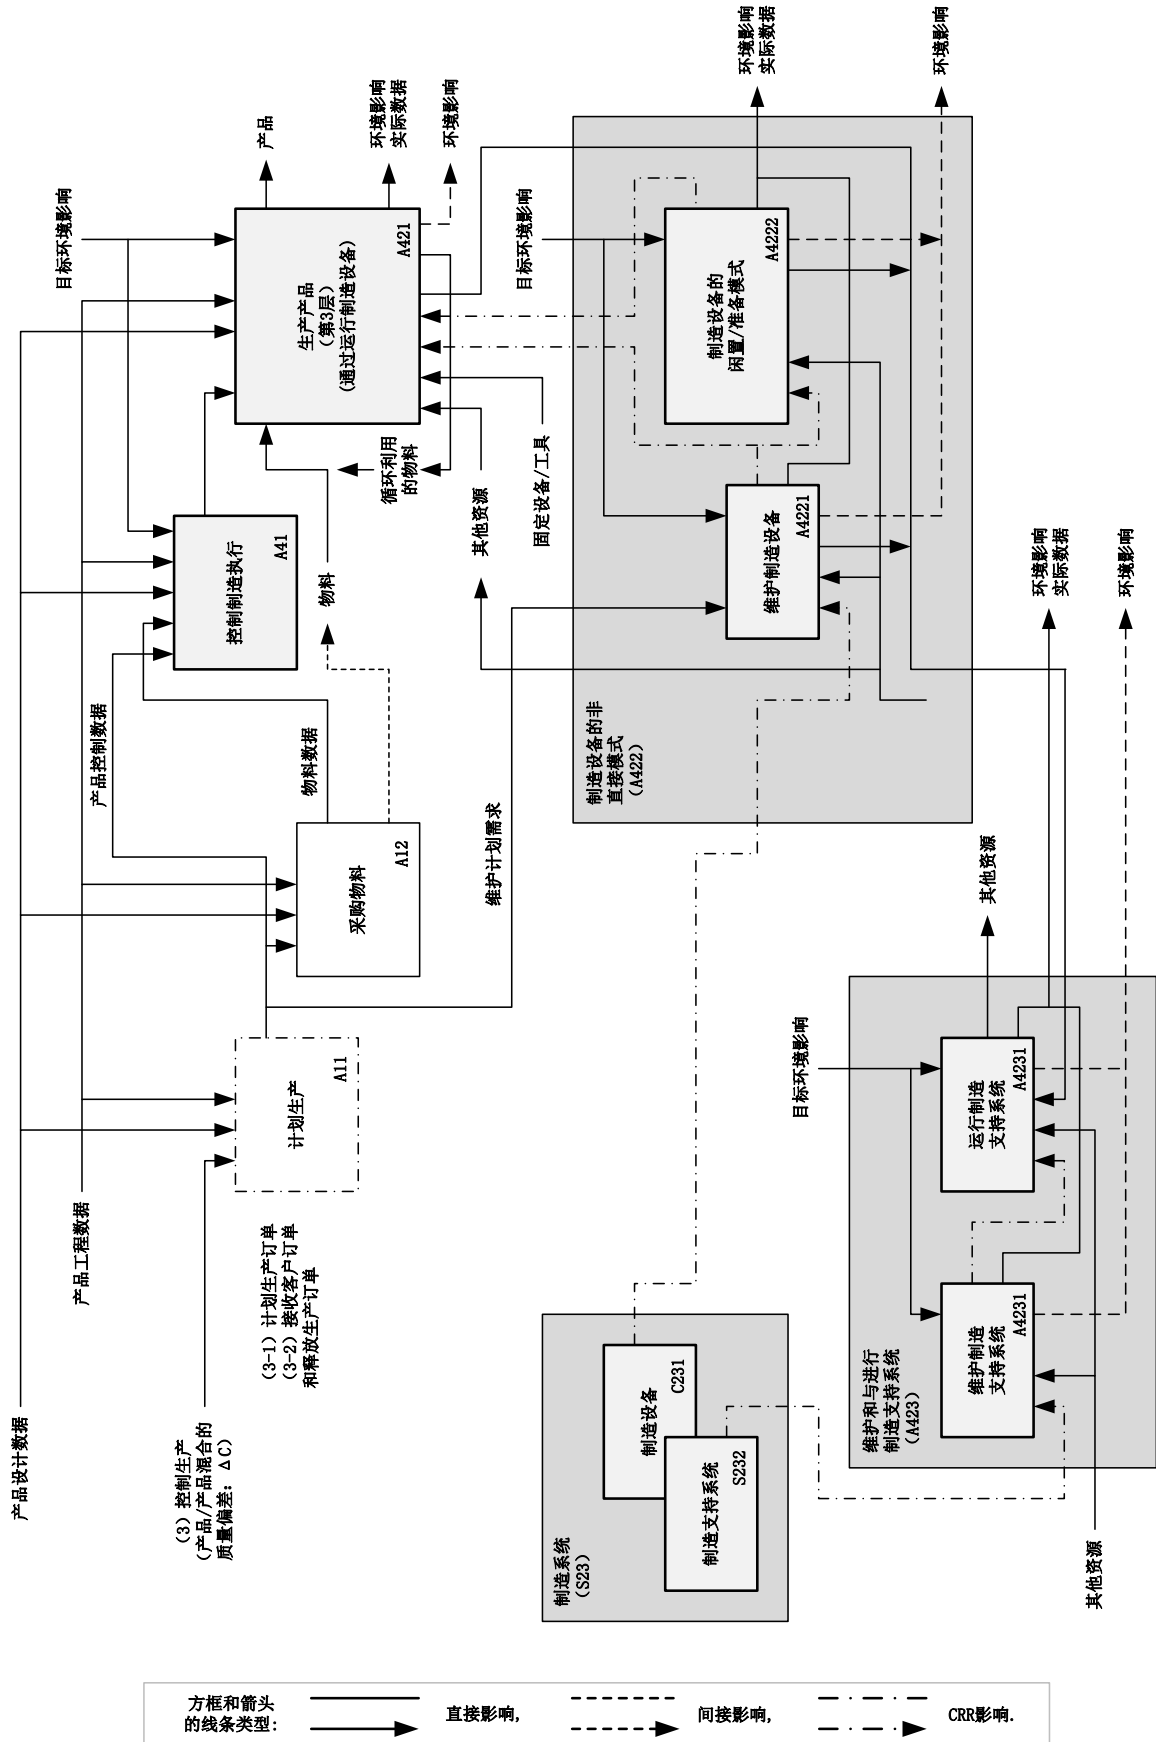 产品设计数据
产品工程数据
目标环境影响
(3) 控制生产
(产品/产品混合的
质量偏差: ΔC)
(3-1) 计划生产订单
(3-2) 接收客户订单
和释放生产订单
计划生产
A11
采购物料
A12
产品控制数据
物料数据
控制制造执行
A41
物料
生产产品
(第3层)
(通过运行制造设备)
A421
产品
环境影响
实际数据
环境影响
循环利用
的物料
其他资源
固定设备/工具
维护计划需求
目标环境影响
制造设备的非
直接模式
(A422)
维护制造设备
A4221
制造设备的
闲置/准备模式
A4222
环境影响
实际数据
环境影响
制造系统
(S23)
制造设备
C231
制造支持系统
S232
目标环境影响
维护和与进行
制造支持系统
(A423)
维护制造
支持系统
A4231
运行制造
支持系统
A4231
其他资源
其他资源
环境影响
实际数据
环境影响
方框和箭头
的线条类型:
直接影响,
间接影响,
CRR影响.